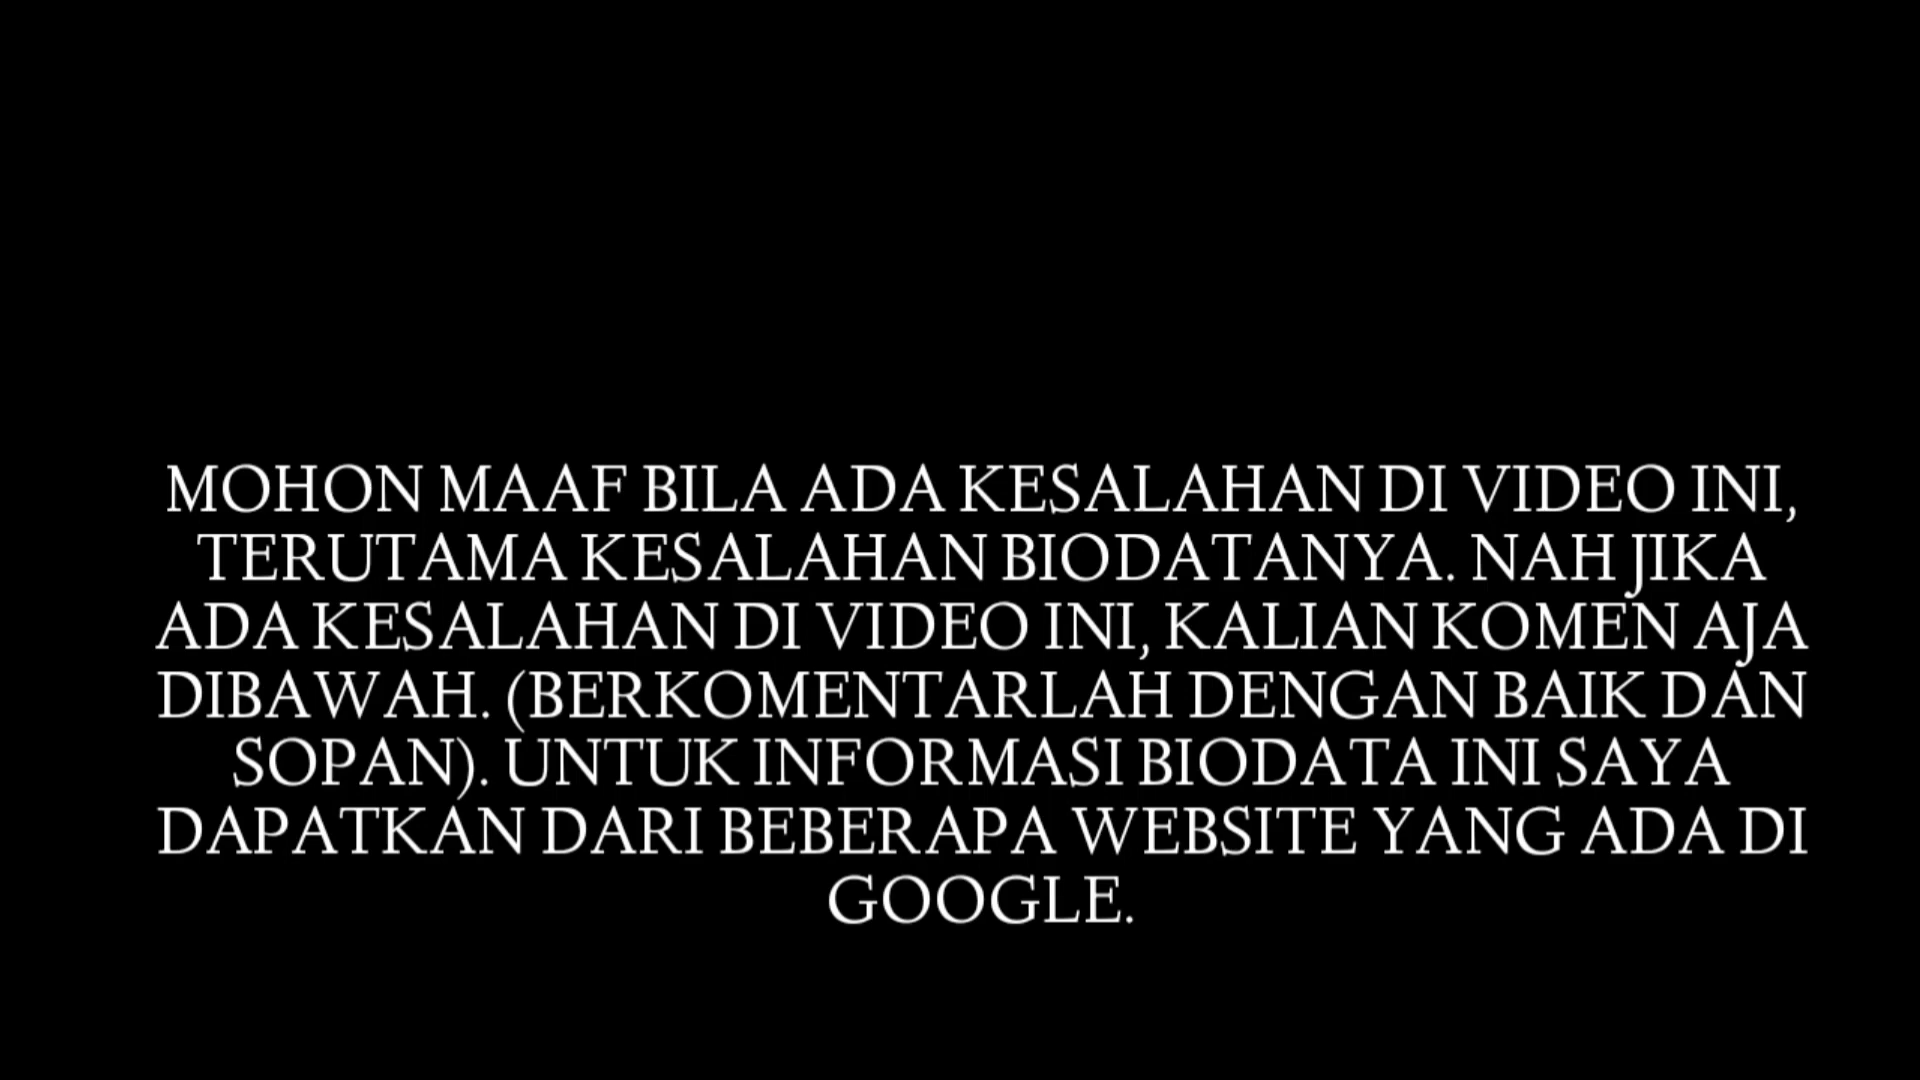 MOHON MAAF BILA ADA KESALAHAN DI VIDEO INI,
TERUTAMA KESALAHAN BIODATANYA. NAH JIKA
ADA KESALAHAN DI VIDEO INI, KALIAN KOMEN AJA
DIBAWAH. (BERKOMENTARLAH DENGAN BAIK DAN
SOPAN). UNTUK INFORMASI BIODATA INI SAYA
DAPATKAN DARI BEBERAPA WEBSITE YANG ADA DI
GOOGLE.